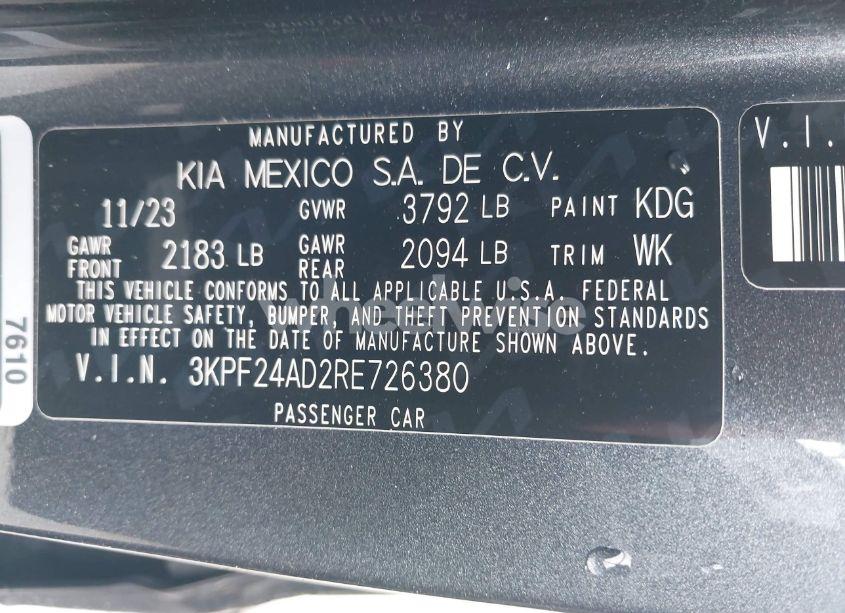 MANUFACTURED BY
KIA MEXICO S.A. DE C.V.
11/23 GVWR 3792 LB PAINT KDG
GAWR FRONT 2183 LB GAWR REAR 2094 LB TRIM WK
THIS VEHICLE CONFORMS TO ALL APPLICABLE U.S.A. FEDERAL
MOTOR VEHICLE SAFETY, BUMPER, AND THEFT PREVENTION STANDARDS
IN EFFECT ON THE DATE OF MANUFACTURE SHOWN ABOVE.
V.I.N. 3KPF24AD2RE726380
PASSENGER CAR
V.I.
7610
wheelwise